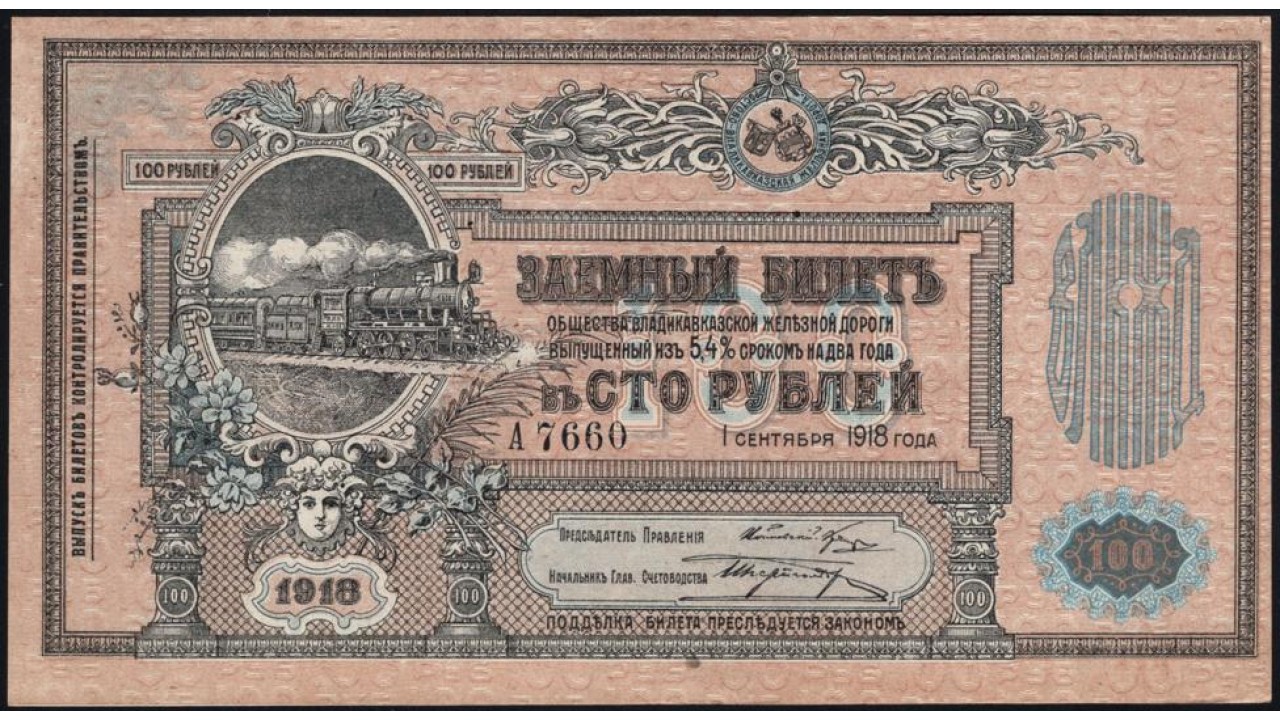 ВЫПУСКЪ БИЛЕТОВЪ КОНТРОЛИРУЕТСЯ ПРАВИТЕЛЬСТВОМЪ.
100 РУБЛЕЙ 100 РУБЛЕЙ
ВЛАДИКАВКАЗСКАЯ
ЗАЕМНЫЙ БИЛЕТЪ
ОБЩЕСТВА ВЛАДИКАВКАЗСКОЙ ЖЕЛѢЗНОЙ ДОРОГИ
ВЫПУЩЕННЫЙ ИЗЪ 5,4% СРОКОМЪ НА ДВА ГОДА
100
ВЪ СТО РУБЛЕЙ
А 7660
1 СЕНТЯБРЯ 1918 ГОДА
ПРЕДСѢДАТЕЛЬ ПРАВЛЕНІЯ
НАЧАЛЬНИКЪ ГЛАВ. СЧЕТОВОДСТВА
ПОДДѢЛКА БИЛЕТА ПРЕСЛѢДУЕТСЯ ЗАКОНОМЪ
100
1918
100
100
100